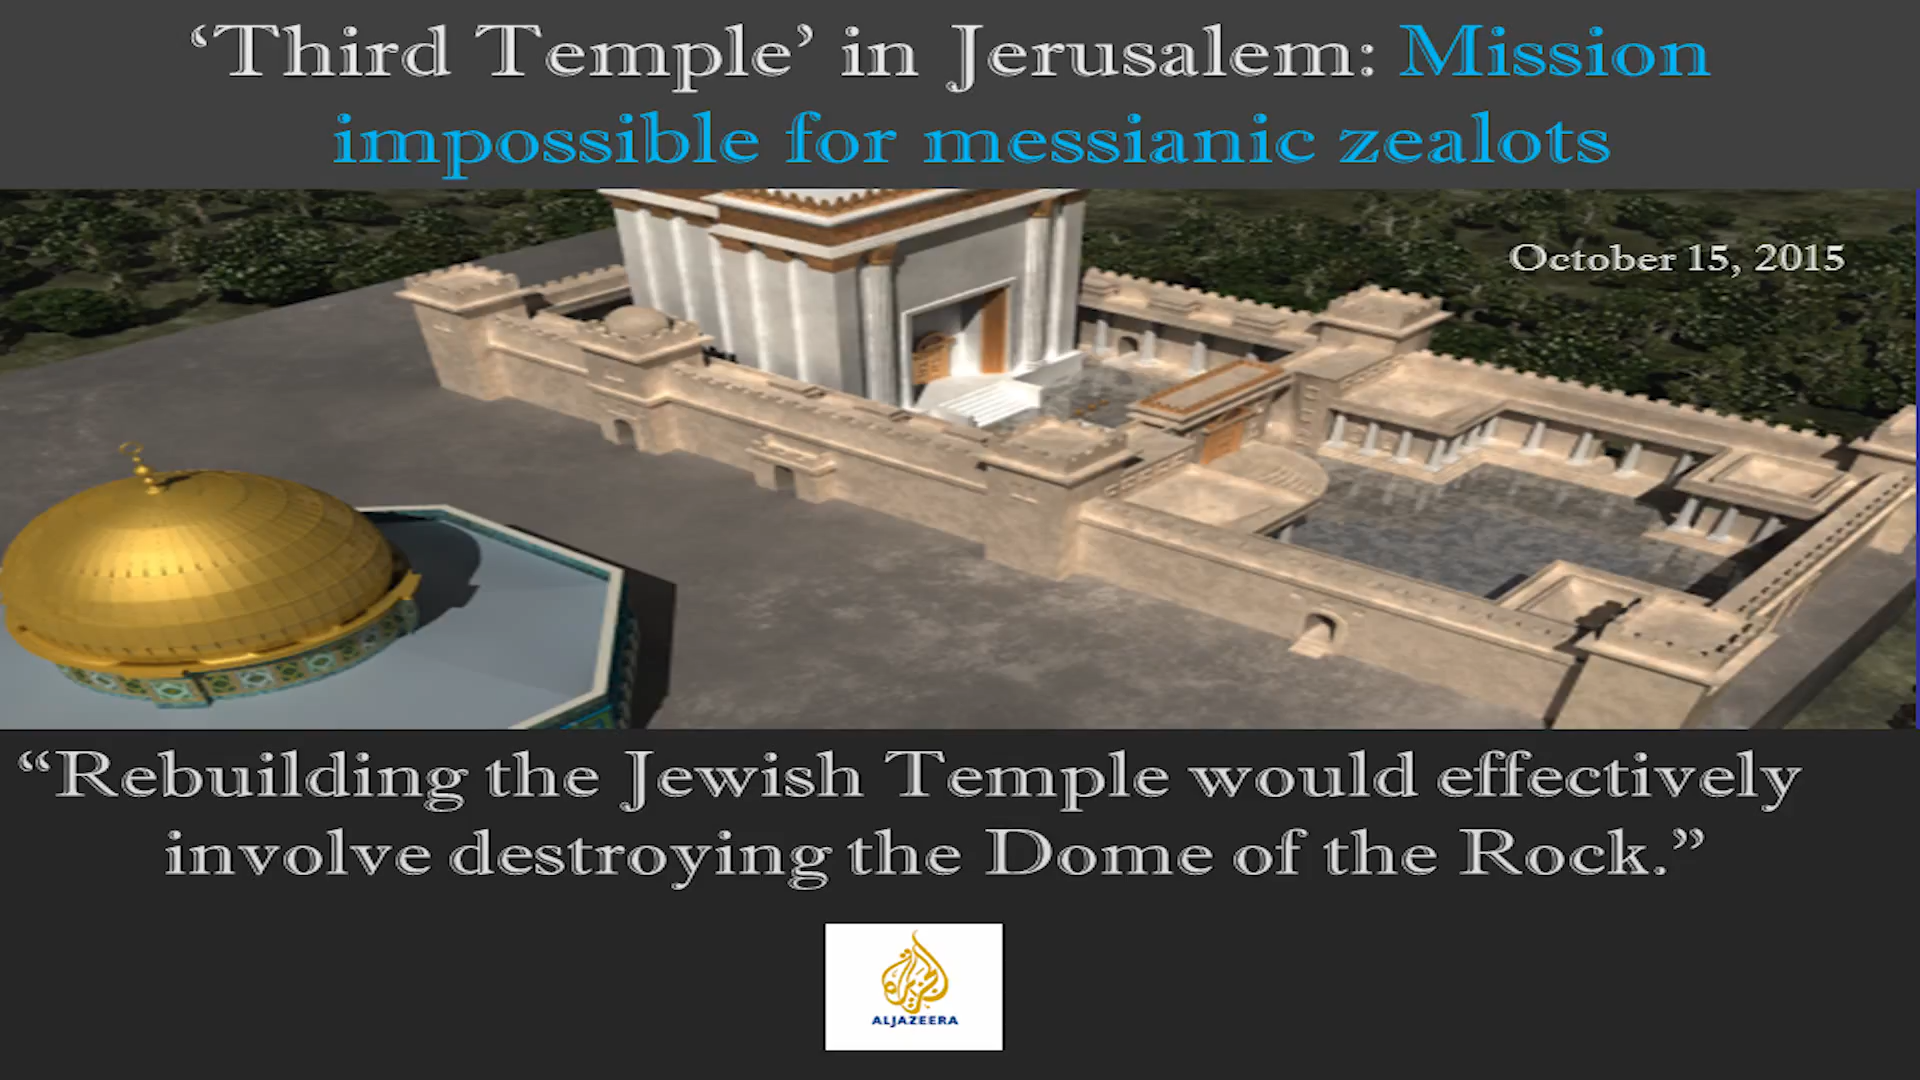 ‘Third Temple’ in Jerusalem: Mission
impossible for messianic zealots
October 15, 2015
“Rebuilding the Jewish Temple would effectively
involve destroying the Dome of the Rock.”
ALJAZEERA